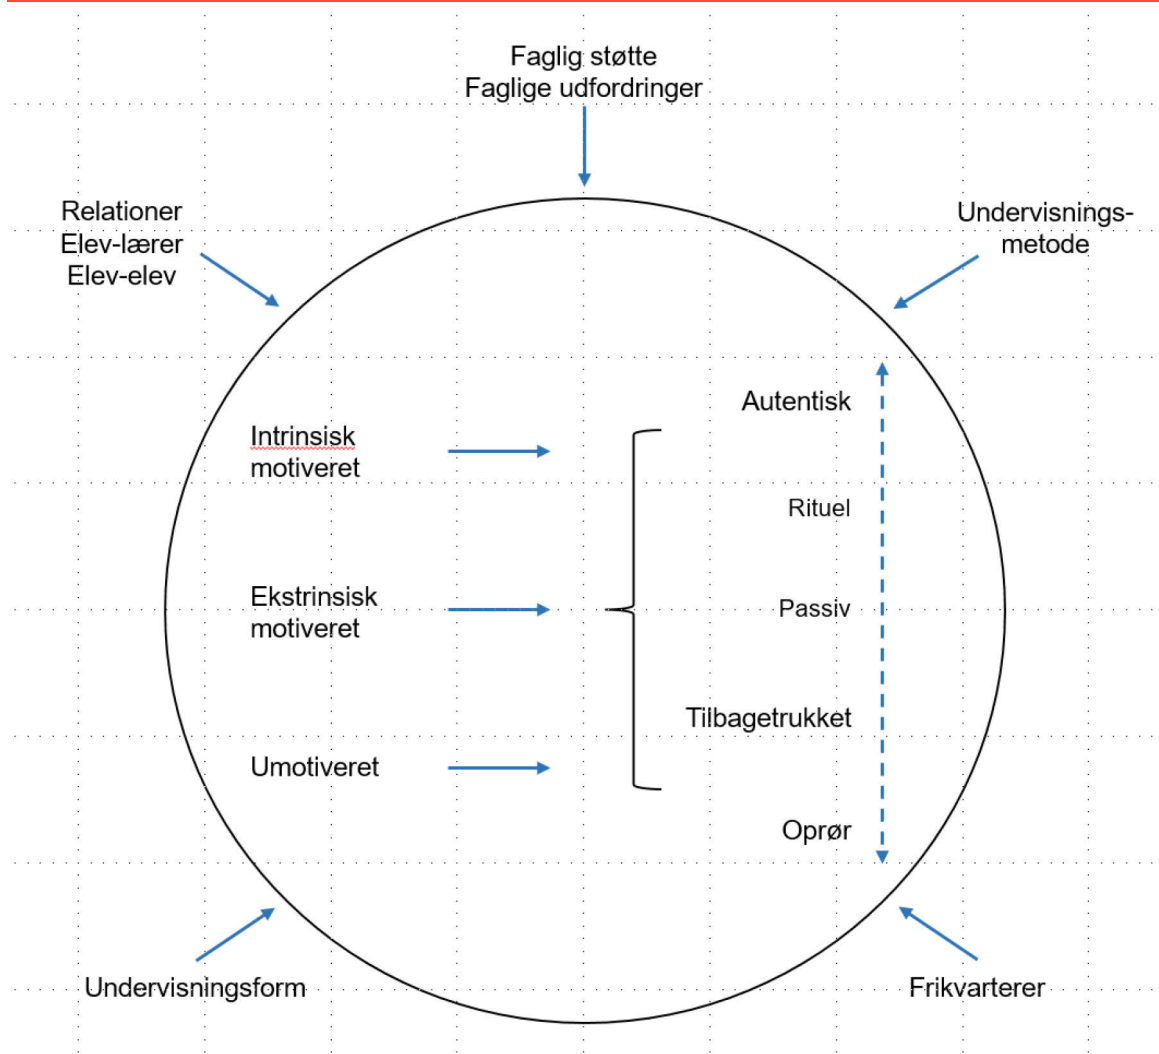 Faglig støtte
Faglige udfordringer
Relationer
Elev-lærer
Elev-elev
Undervisnings-
metode
Intrinsisk
motiveret
Ekstrinsisk
motiveret
Umotiveret
Autentisk
Rituel
Passiv
Tilbagetrukket
Oprør
Undervisningsform
Frikvarterer